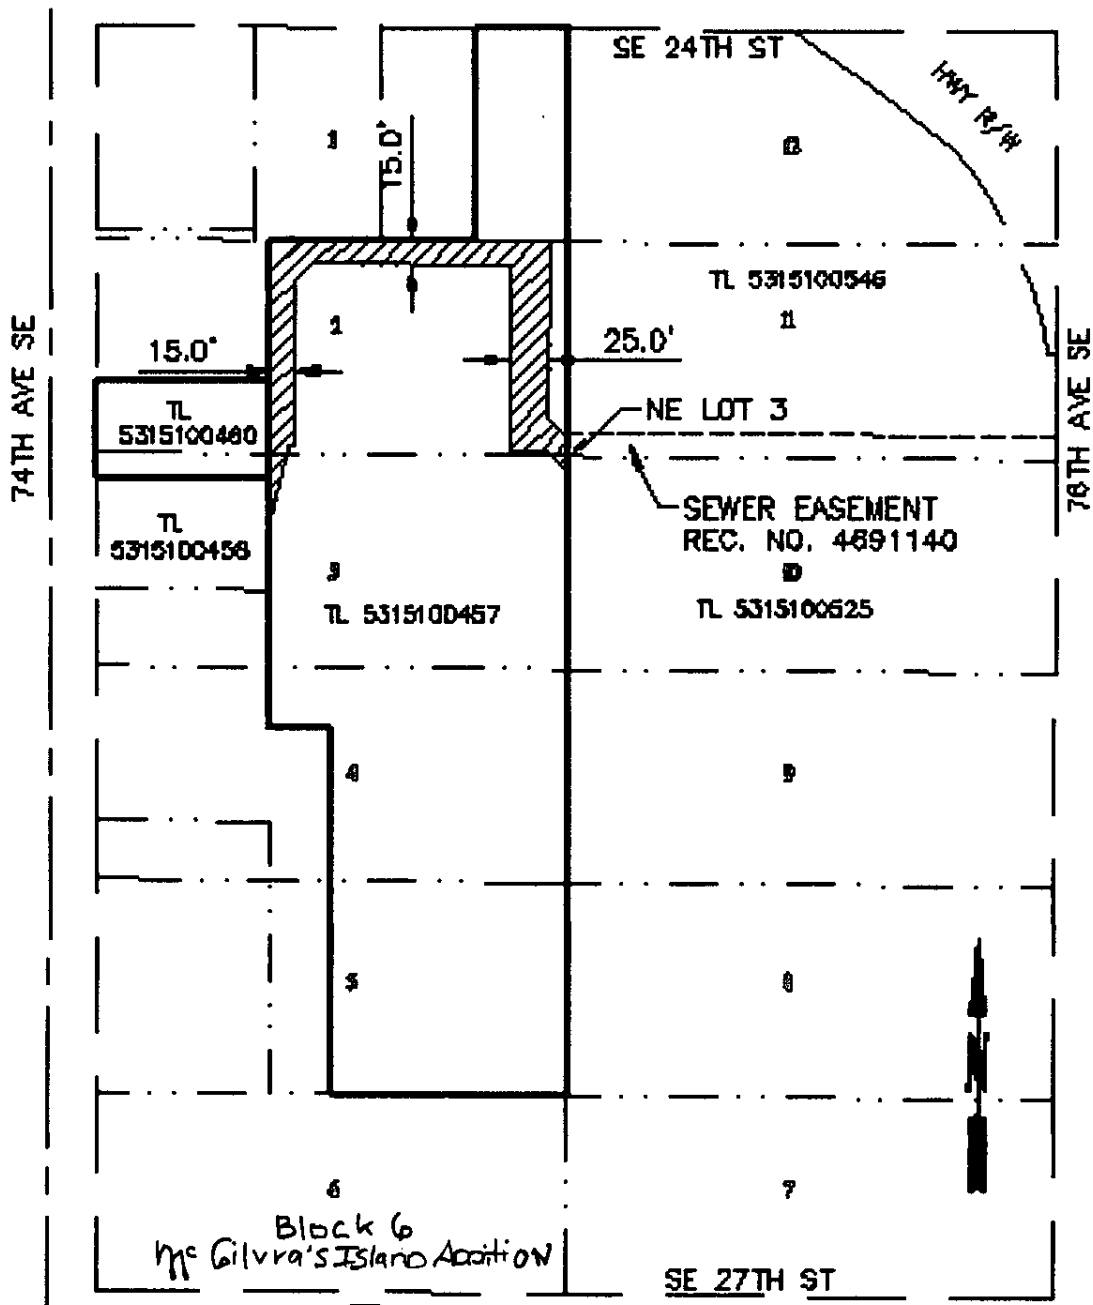 SE 24TH ST
HWY R/W
1
12
15.0'
TL 5315100546
2
11
74TH AVE SE
76TH AVE SE
15.0'
25.0'
TL
5315100460
NE LOT 3
TL
5315100458
SEWER EASEMENT
REC. NO. 4691140
3
10
TL 5315100457
TL 5315100525
4
9
5
8
N
6
7
Block 6
Mc Gilvra's Island Addition
SE 27TH ST